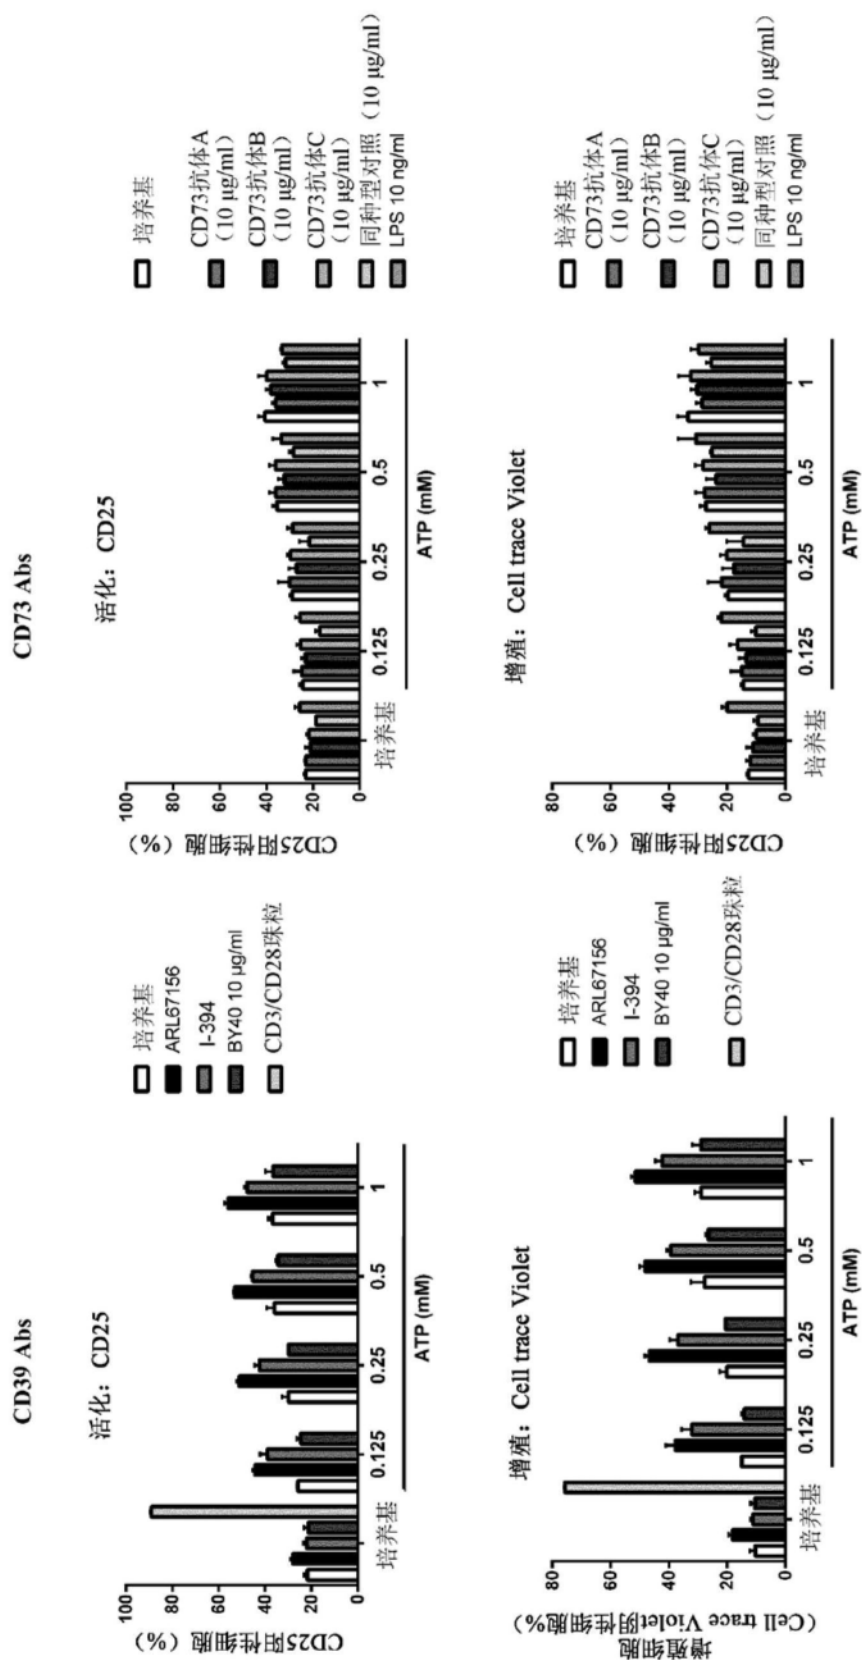 CD39 Abs
活化：CD25
CD25阳性细胞（%）
100
80
60
40
20
0
培养基
0.125
0.25
0.5
1
ATP (mM)
培养基
ARL67156
I-394
BY40 10 µg/ml
CD3/CD28珠粒
增殖：Cell trace Violet
增殖细胞
（Cell trace Violet阴性细胞%）
80
60
40
20
0
培养基
0.125
0.25
0.5
1
ATP (mM)
培养基
ARL67156
I-394
BY40 10 µg/ml
CD3/CD28珠粒
CD73 Abs
活化：CD25
CD25阳性细胞（%）
100
80
60
40
20
0
培养基
0.125
0.25
0.5
1
ATP (mM)
培养基
CD73抗体A
（10 µg/ml）
CD73抗体B
（10 µg/ml）
CD73抗体C
（10 µg/ml）
同种型对照（10 µg/ml）
LPS 10 ng/ml
增殖：Cell trace Violet
CD25阳性细胞（%）
80
60
40
20
0
培养基
0.125
0.25
0.5
1
ATP (mM)
培养基
CD73抗体A
（10 µg/ml）
CD73抗体B
（10 µg/ml）
CD73抗体C
（10 µg/ml）
同种型对照（10 µg/ml）
LPS 10 ng/ml